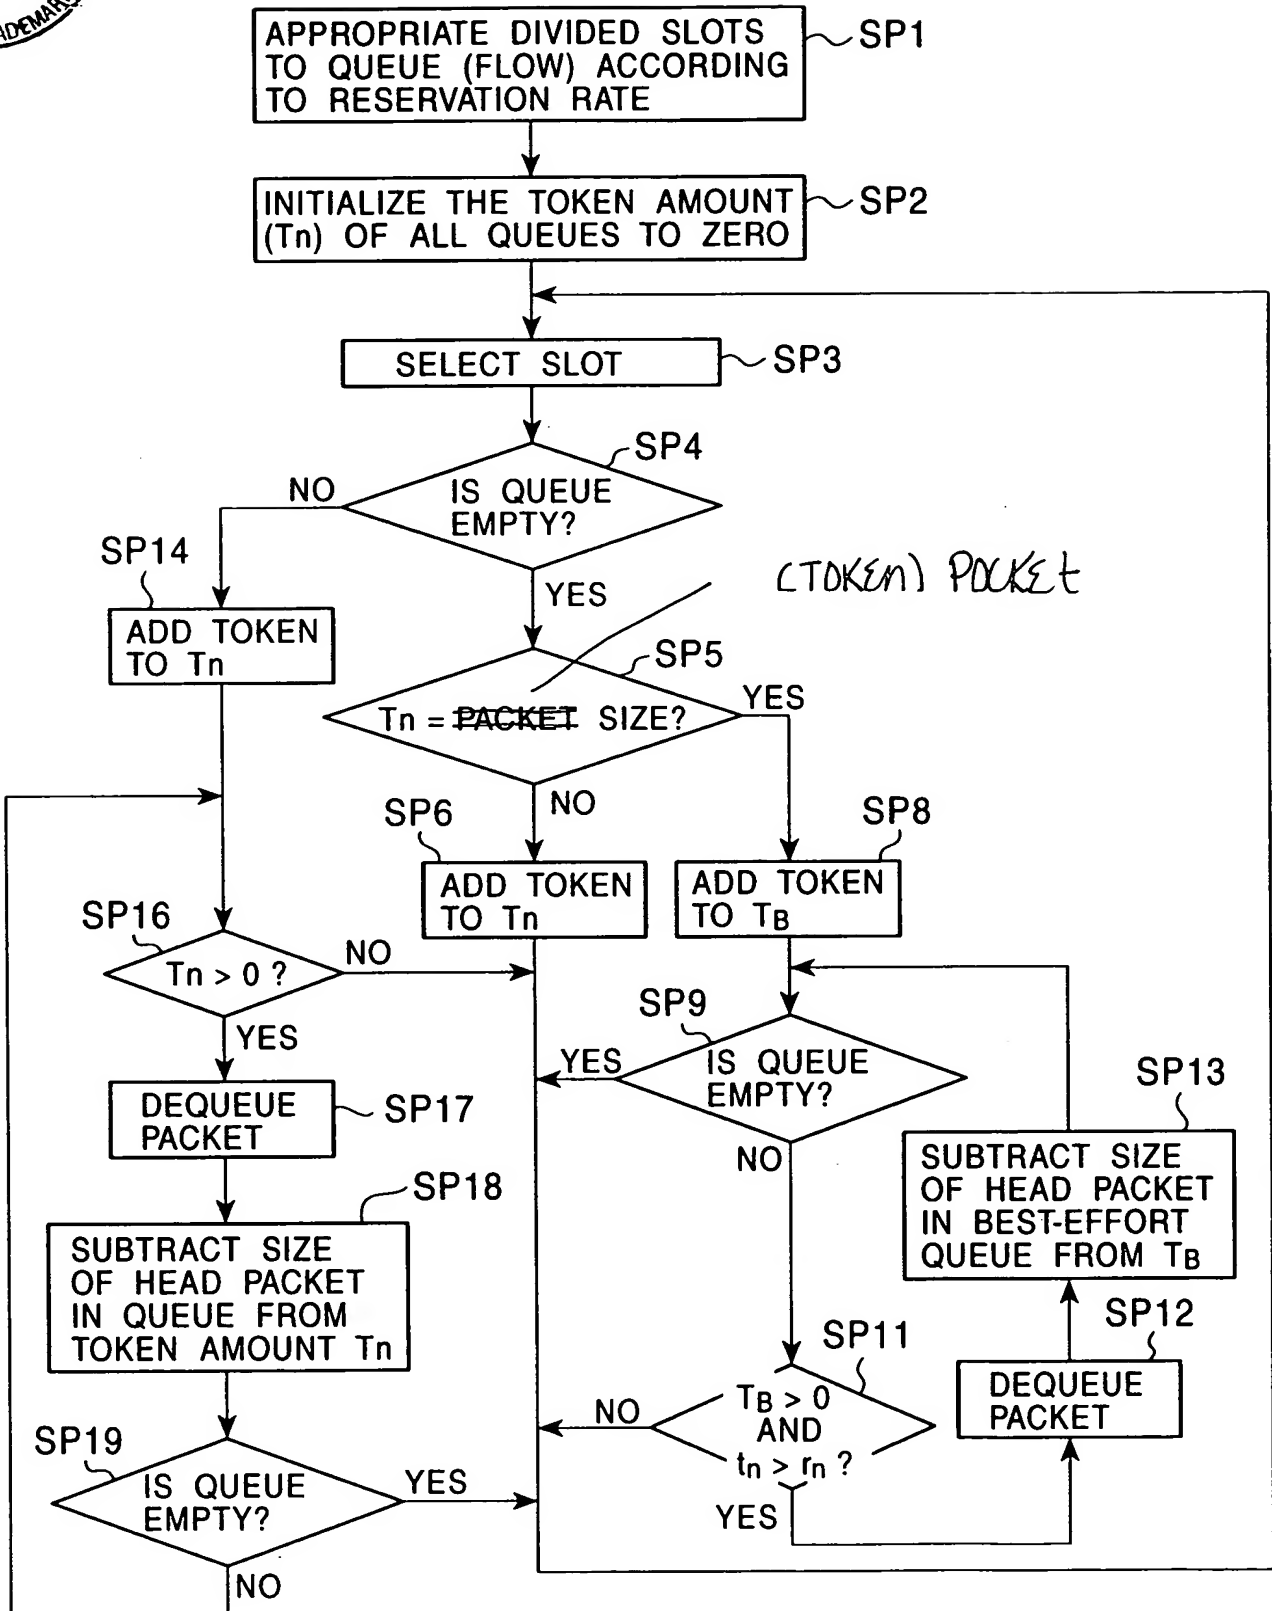 ADEMARK
APPROPRIATE DIVIDED SLOTS
TO QUEUE (FLOW) ACCORDING
TO RESERVATION RATE
SP1
INITIALIZE THE TOKEN AMOUNT
(Tn) OF ALL QUEUES TO ZERO
SP2
SELECT SLOT
SP3
SP4
IS QUEUE
EMPTY?
NO
YES
SP14
ADD TOKEN
TO Tn
(TOKEN) POCKET
SP5
Tn = PACKET SIZE?
YES
NO
SP6
ADD TOKEN
TO Tn
SP8
ADD TOKEN
TO TB
SP16
Tn > 0 ?
NO
YES
SP9
IS QUEUE
EMPTY?
YES
NO
SP17
DEQUEUE
PACKET
SP13
SUBTRACT SIZE
OF HEAD PACKET
IN BEST-EFFORT
QUEUE FROM TB
SP18
SUBTRACT SIZE
OF HEAD PACKET
IN QUEUE FROM
TOKEN AMOUNT Tn
SP12
DEQUEUE
PACKET
SP11
TB > 0
AND
tn > rn ?
NO
YES
SP19
IS QUEUE
EMPTY?
YES
NO